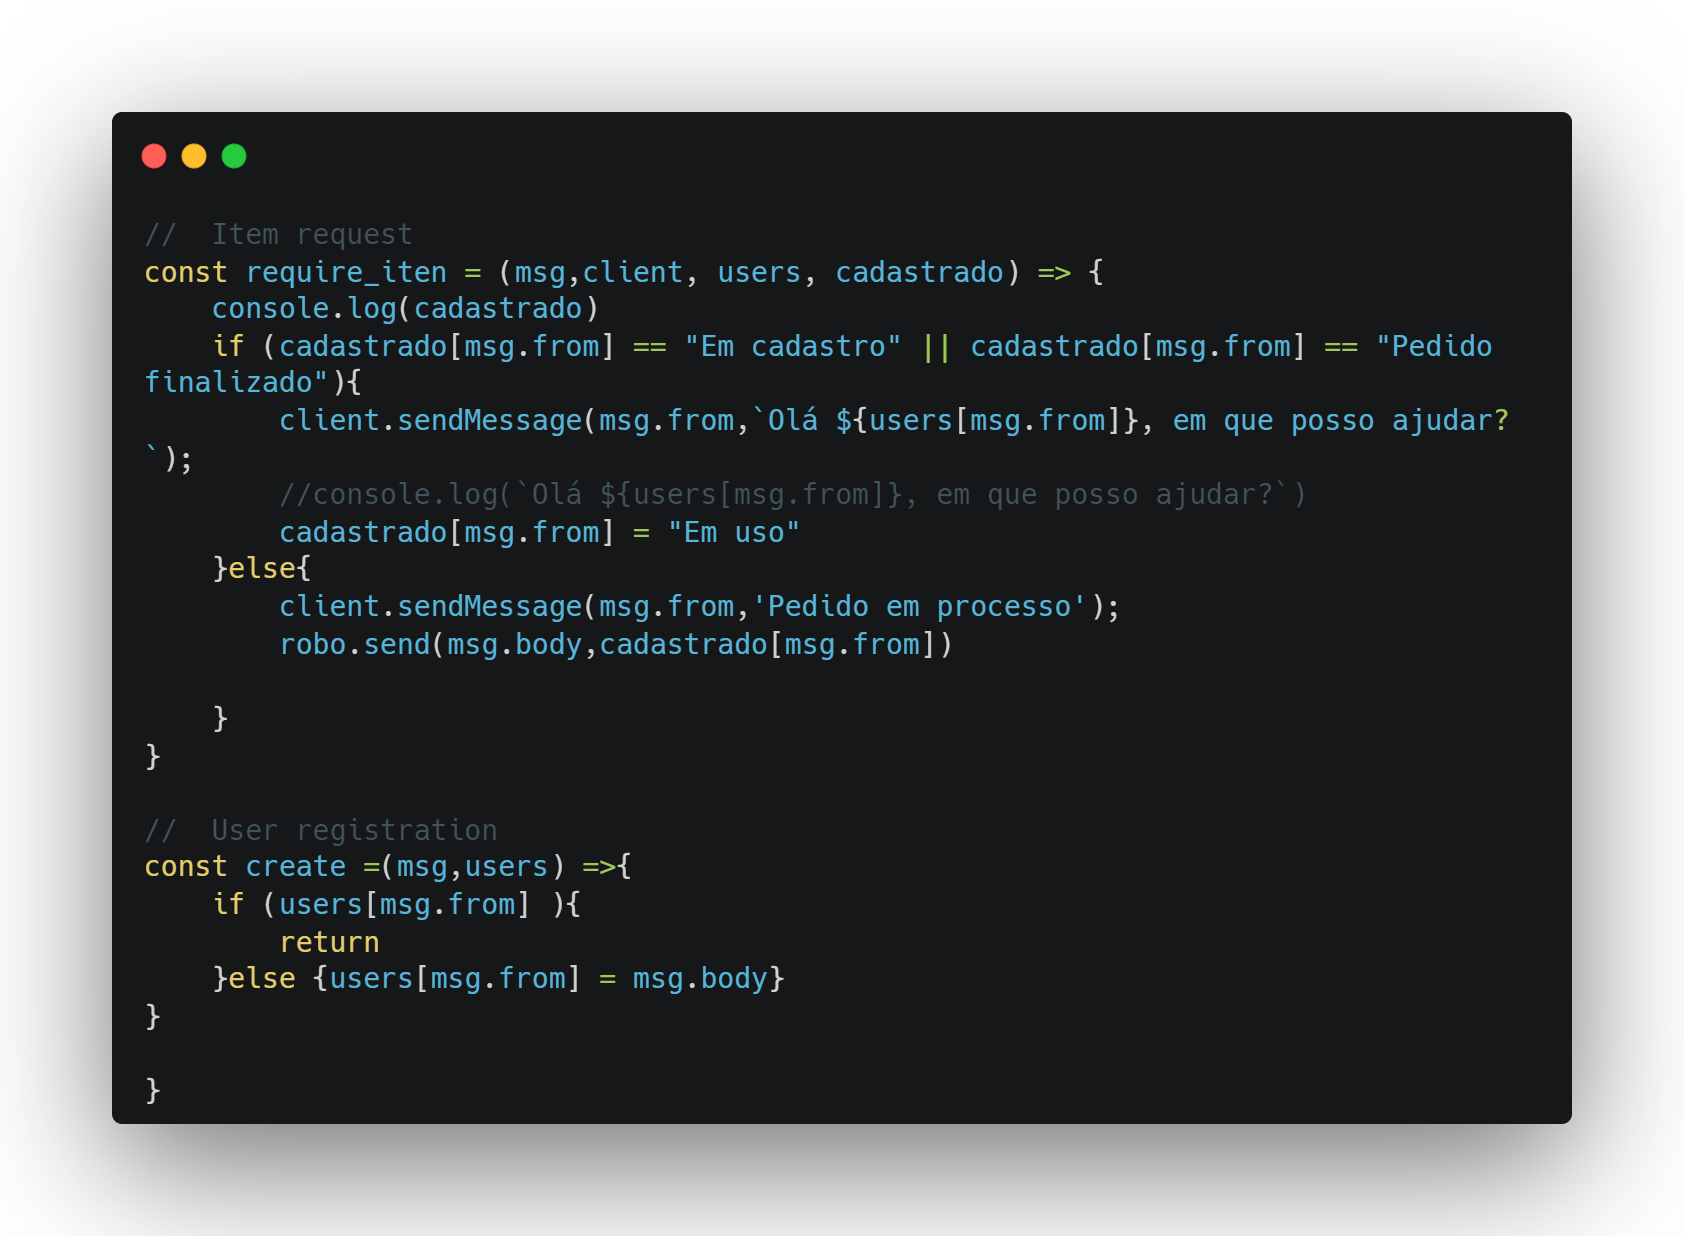 //  Item request
const require_iten = (msg,client, users, cadastrado) => {
    console.log(cadastrado)
    if (cadastrado[msg.from] == "Em cadastro" || cadastrado[msg.from] == "Pedido
finalizado"){
        client.sendMessage(msg.from,`Olá ${users[msg.from]}, em que posso ajudar?
`);
        //console.log(`Olá ${users[msg.from]}, em que posso ajudar?`)
        cadastrado[msg.from] = "Em uso"
    }else{
        client.sendMessage(msg.from,'Pedido em processo');
        robo.send(msg.body,cadastrado[msg.from])
    }
}
//  User registration
const create =(msg,users) =>{
    if (users[msg.from] ){
        return
    }else {users[msg.from] = msg.body}
}
}